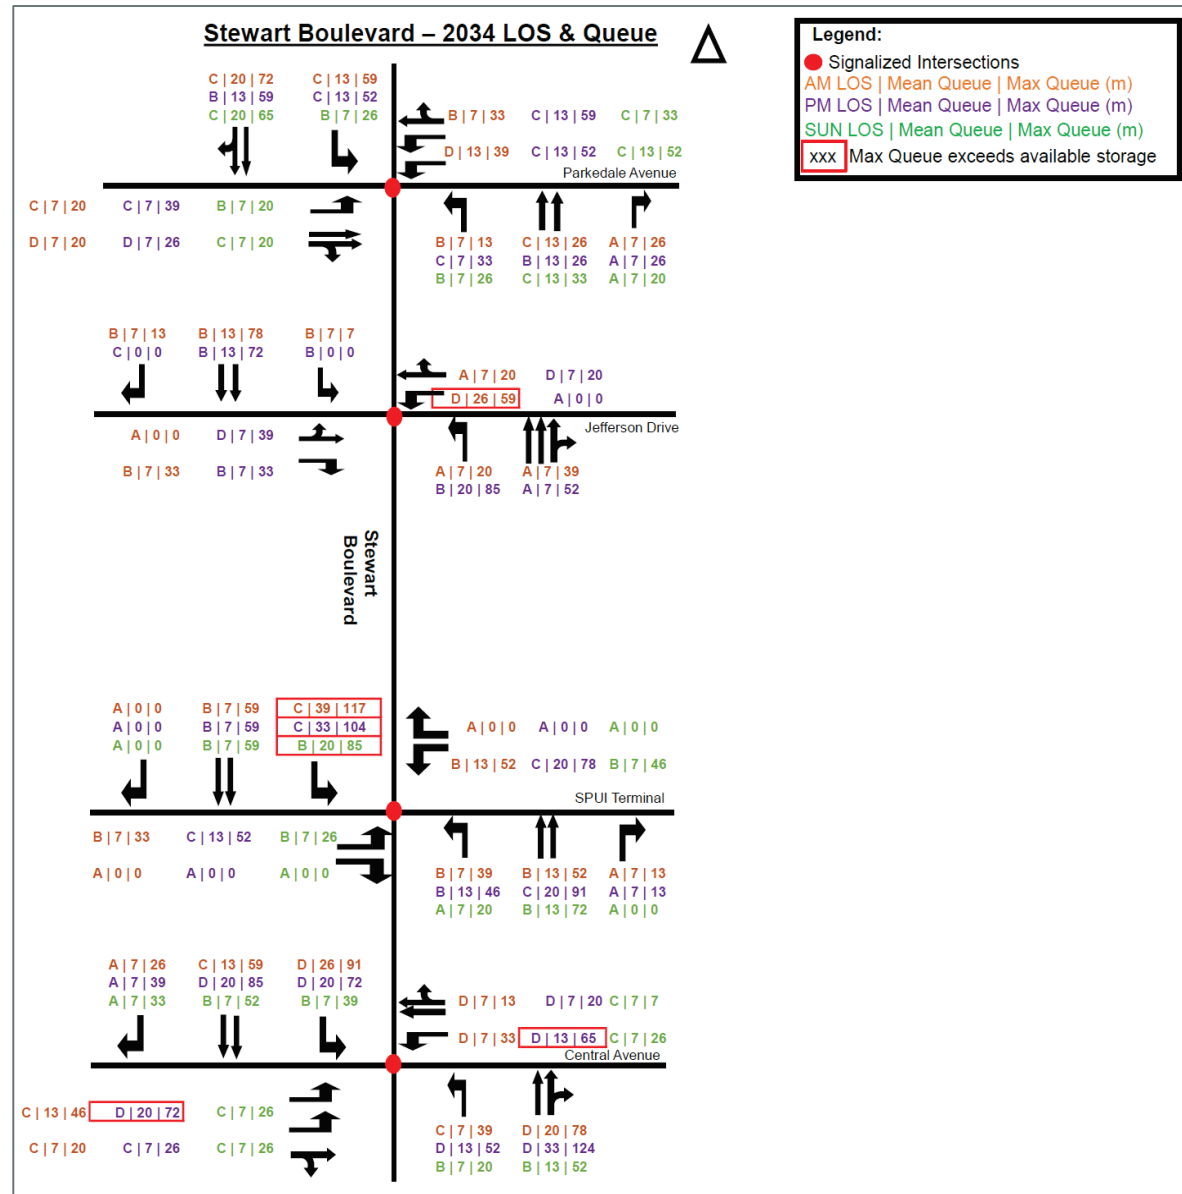 Stewart Boulevard – 2034 LOS & Queue
Legend:
Signalized Intersections
AM LOS | Mean Queue | Max Queue (m)
PM LOS | Mean Queue | Max Queue (m)
SUN LOS | Mean Queue | Max Queue (m)
xxx Max Queue exceeds available storage
C | 20 | 72 C | 13 | 59
B | 13 | 59 C | 13 | 52
C | 20 | 65 B | 7 | 26
B | 7 | 33 C | 13 | 59 C | 7 | 33
D | 13 | 39 C | 13 | 52 C | 13 | 52
Parkedale Avenue
C | 7 | 20 C | 7 | 39 B | 7 | 20
D | 7 | 20 D | 7 | 26 C | 7 | 20
B | 7 | 13 C | 13 | 26 A | 7 | 26
C | 7 | 33 B | 13 | 26 A | 7 | 26
B | 7 | 26 C | 13 | 33 A | 7 | 20
B | 7 | 13 B | 13 | 78 B | 7 | 7
C | 0 | 0 B | 13 | 72 B | 0 | 0
A | 7 | 20 D | 7 | 20
D | 26 | 59 A | 0 | 0
Jefferson Drive
A | 0 | 0 D | 7 | 39
B | 7 | 33 B | 7 | 33
A | 7 | 20 A | 7 | 39
B | 20 | 85 A | 7 | 52
Stewart
Boulevard
A | 0 | 0 B | 7 | 59 C | 39 | 117
A | 0 | 0 B | 7 | 59 C | 33 | 104
A | 0 | 0 B | 7 | 59 B | 20 | 85
A | 0 | 0 A | 0 | 0 A | 0 | 0
B | 13 | 52 C | 20 | 78 B | 7 | 46
SPUI Terminal
B | 7 | 33 C | 13 | 52 B | 7 | 26
A | 0 | 0 A | 0 | 0 A | 0 | 0
B | 7 | 39 B | 13 | 52 A | 7 | 13
B | 13 | 46 C | 20 | 91 A | 7 | 13
A | 7 | 20 B | 13 | 72 A | 0 | 0
A | 7 | 26 C | 13 | 59 D | 26 | 91
A | 7 | 39 D | 20 | 85 D | 20 | 72
A | 7 | 33 B | 7 | 52 B | 7 | 39
D | 7 | 13 D | 7 | 20 C | 7 | 7
D | 7 | 33 D | 13 | 65 C | 7 | 26
Central Avenue
C | 13 | 46 D | 20 | 72 C | 7 | 26
C | 7 | 20 C | 7 | 26 C | 7 | 26
C | 7 | 39 D | 20 | 78
D | 13 | 52 D | 33 | 124
B | 7 | 20 B | 13 | 52